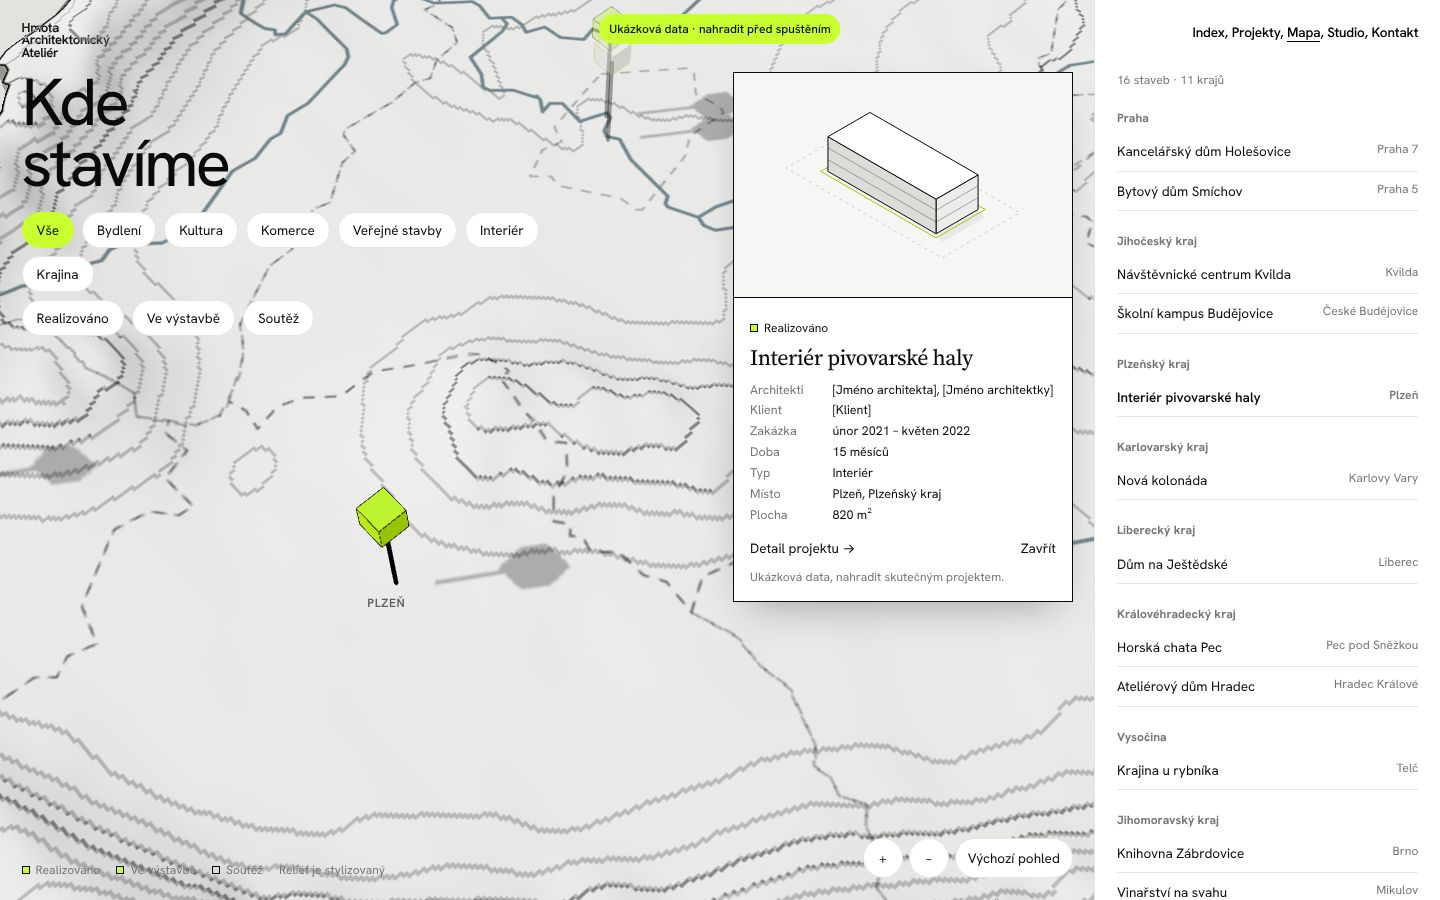 Hmota
Architektonický
Ateliér
Ukázková data · nahradit před spuštěním
Index, Projekty, Mapa, Studio, Kontakt
Kde
stavíme
Vše
Bydlení
Kultura
Komerce
Veřejné stavby
Interiér
Krajina
Realizováno
Ve výstavbě
Soutěž
PLZEŇ
Realizováno
Interiér pivovarské haly
Architekti [Jméno architekta], [Jméno architektky]
Klient [Klient]
Zakázka únor 2021 – květen 2022
Doba 15 měsíců
Typ Interiér
Místo Plzeň, Plzeňský kraj
Plocha 820 m²
Detail projektu → Zavřít
Ukázková data, nahradit skutečným projektem.
Realizováno Ve výstavbě Soutěž Reliéf je stylizovaný
+ – Výchozí pohled
16 staveb · 11 krajů
Praha
Kancelářský dům Holešovice Praha 7
Bytový dům Smíchov Praha 5
Jihočeský kraj
Návštěvnické centrum Kvilda Kvilda
Školní kampus Budějovice České Budějovice
Plzeňský kraj
Interiér pivovarské haly Plzeň
Karlovarský kraj
Nová kolonáda Karlovy Vary
Liberecký kraj
Dům na Ještědské Liberec
Královéhradecký kraj
Horská chata Pec Pec pod Sněžkou
Ateliérový dům Hradec Hradec Králové
Vysočina
Krajina u rybníka Telč
Jihomoravský kraj
Knihovna Zábrdovice Brno
Vinařství na svahu Mikulov